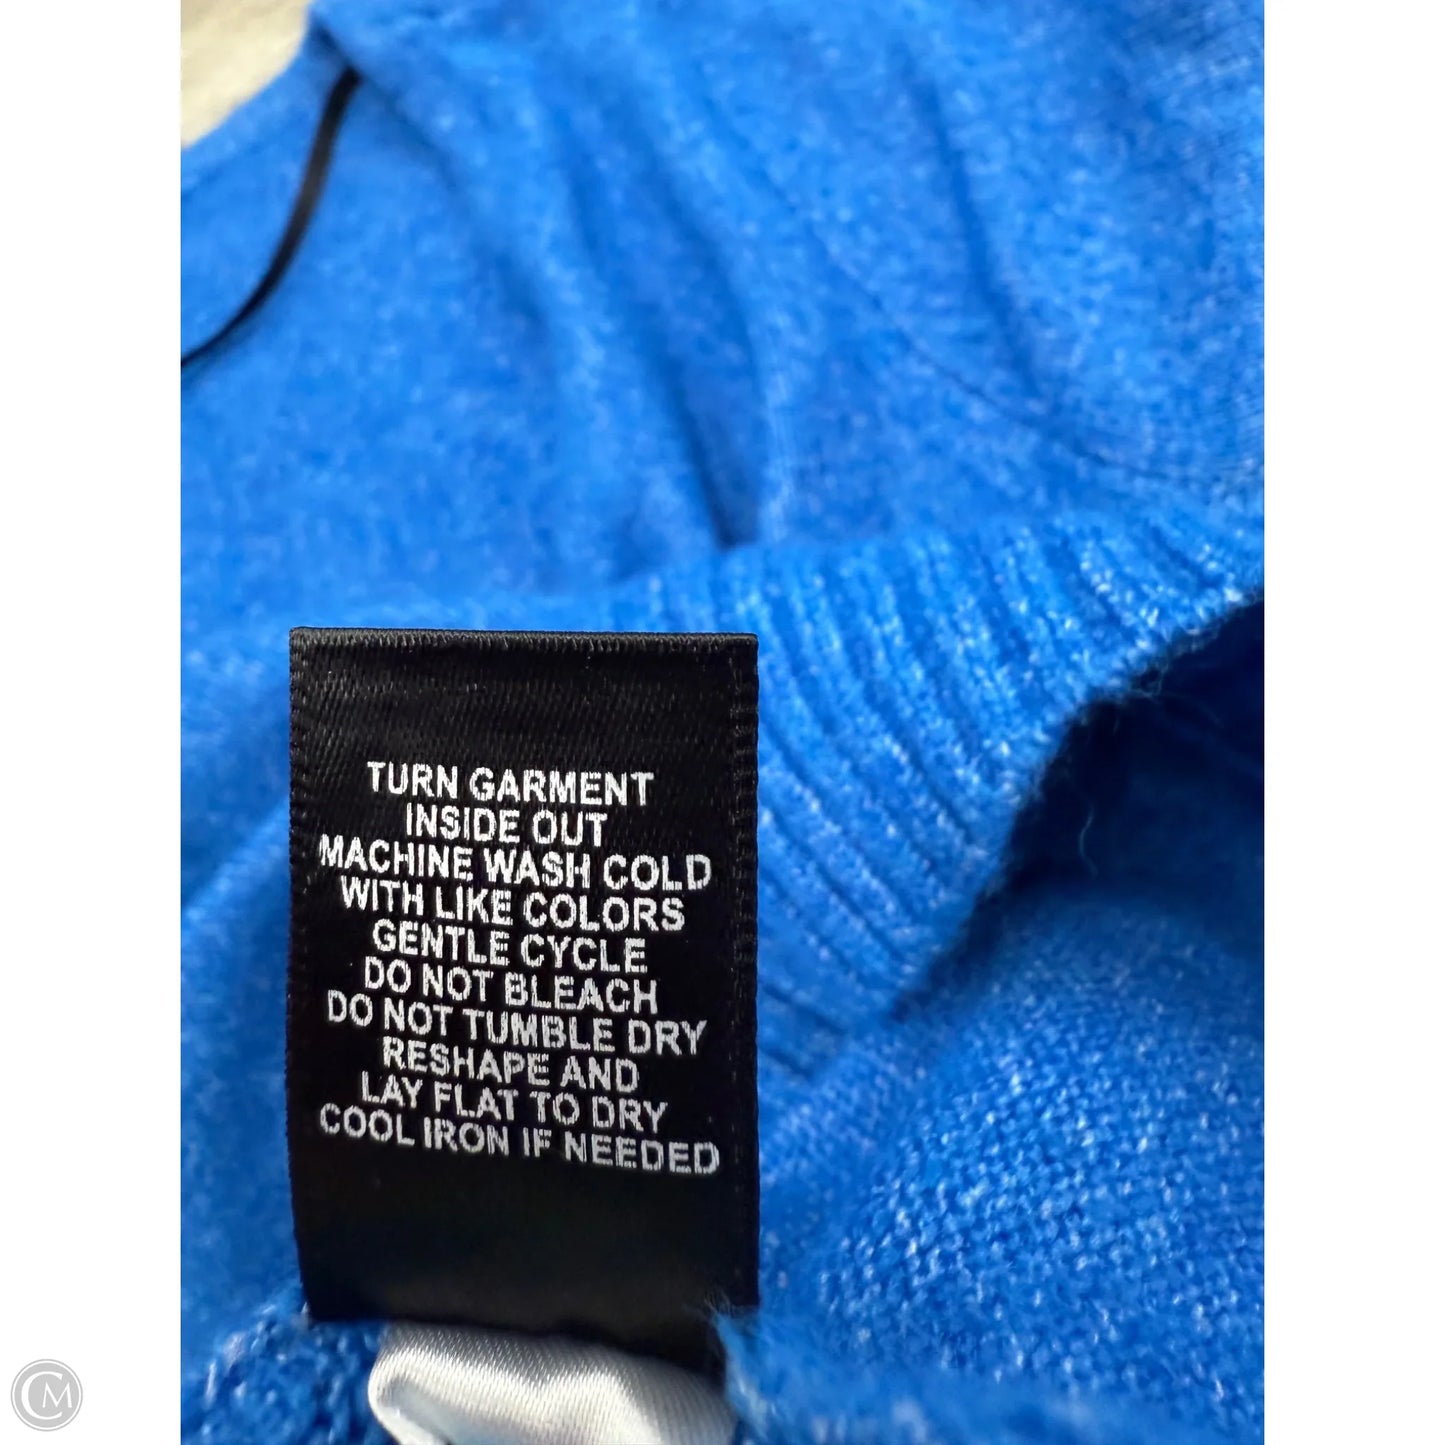 TURN GARMENT
INSIDE OUT
MACHINE WASH COLD
WITH LIKE COLORS
GENTLE CYCLE
DO NOT BLEACH
DO NOT TUMBLE DRY
RESHAPE AND
LAY FLAT TO DRY
COOL IRON IF NEEDED
CM